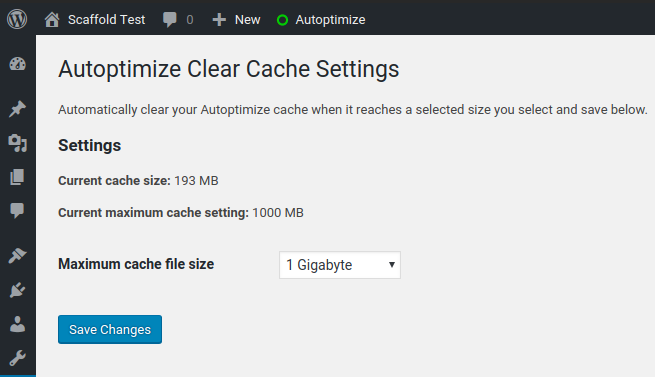 Scaffold Test 0 New Autoptimize
Autoptimize Clear Cache Settings
Automatically clear your Autoptimize cache when it reaches a selected size you select and save below.
Settings
Current cache size: 193 MB
Current maximum cache setting: 1000 MB
Maximum cache file size 1 Gigabyte
Save Changes